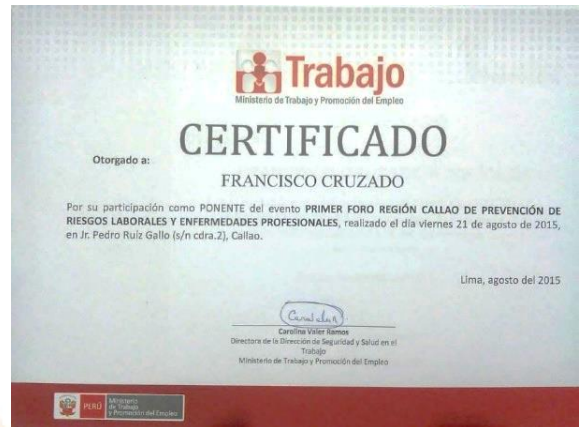 Trabajo
Ministerio de Trabajo y Promoción del Empleo
CERTIFICADO
Otorgado a:
FRANCISCO CRUZADO
Por su participación como PONENTE del evento PRIMER FORO REGIÓN CALLAO DE PREVENCIÓN DE
RIESGOS LABORALES Y ENFERMEDADES PROFESIONALES, realizado el día viernes 21 de agosto de 2015,
en Jr. Pedro Ruiz Gallo (s/n cdra.2), Callao.
Lima, agosto del 2015
Carolina Valer Ramos
Directora de la Dirección de Seguridad y Salud en el
Trabajo
Ministerio de Trabajo y Promoción del Empleo
PERÚ
Ministerio
de Trabajo
y Promoción del Empleo